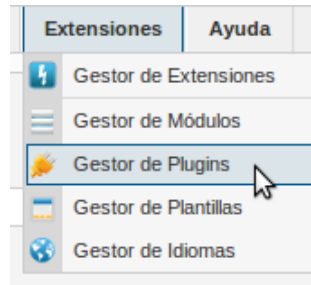 Extensiones Ayuda
Gestor de Extensiones
Gestor de Módulos
Gestor de Plugins
Gestor de Plantillas
Gestor de Idiomas